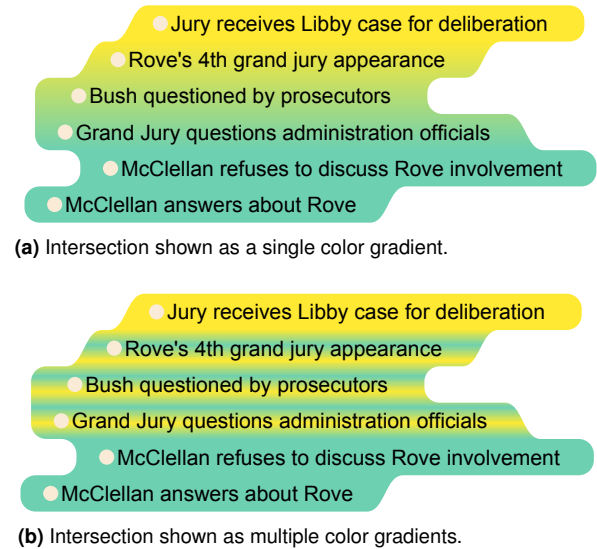 Jury receives Libby case for deliberation
Rove's 4th grand jury appearance
Bush questioned by prosecutors
Grand Jury questions administration officials
McClellan refuses to discuss Rove involvement
McClellan answers about Rove
(a) Intersection shown as a single color gradient.
Jury receives Libby case for deliberation
Rove's 4th grand jury appearance
Bush questioned by prosecutors
Grand Jury questions administration officials
McClellan refuses to discuss Rove involvement
McClellan answers about Rove
(b) Intersection shown as multiple color gradients.